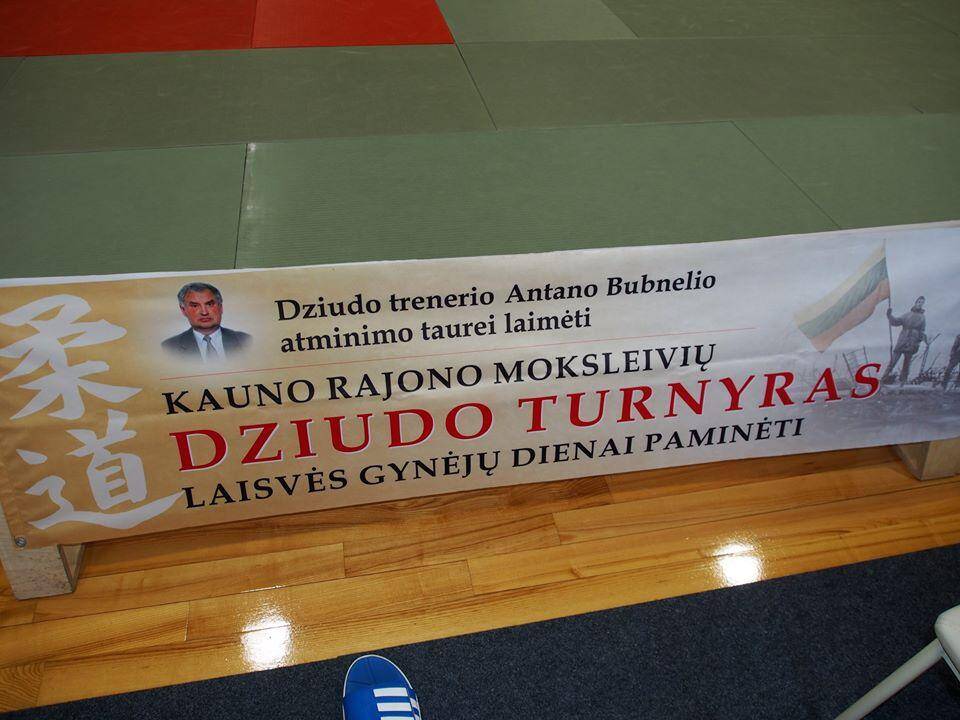 柔道
Dziudo trenerio Antano Bubnelio
atminimo taurei laimėti
KAUNO RAJONO MOKSLEIVIŲ
DZIUDO TURNYRAS
LAISVĖS GYNĖJŲ DIENAI PAMINĖTI